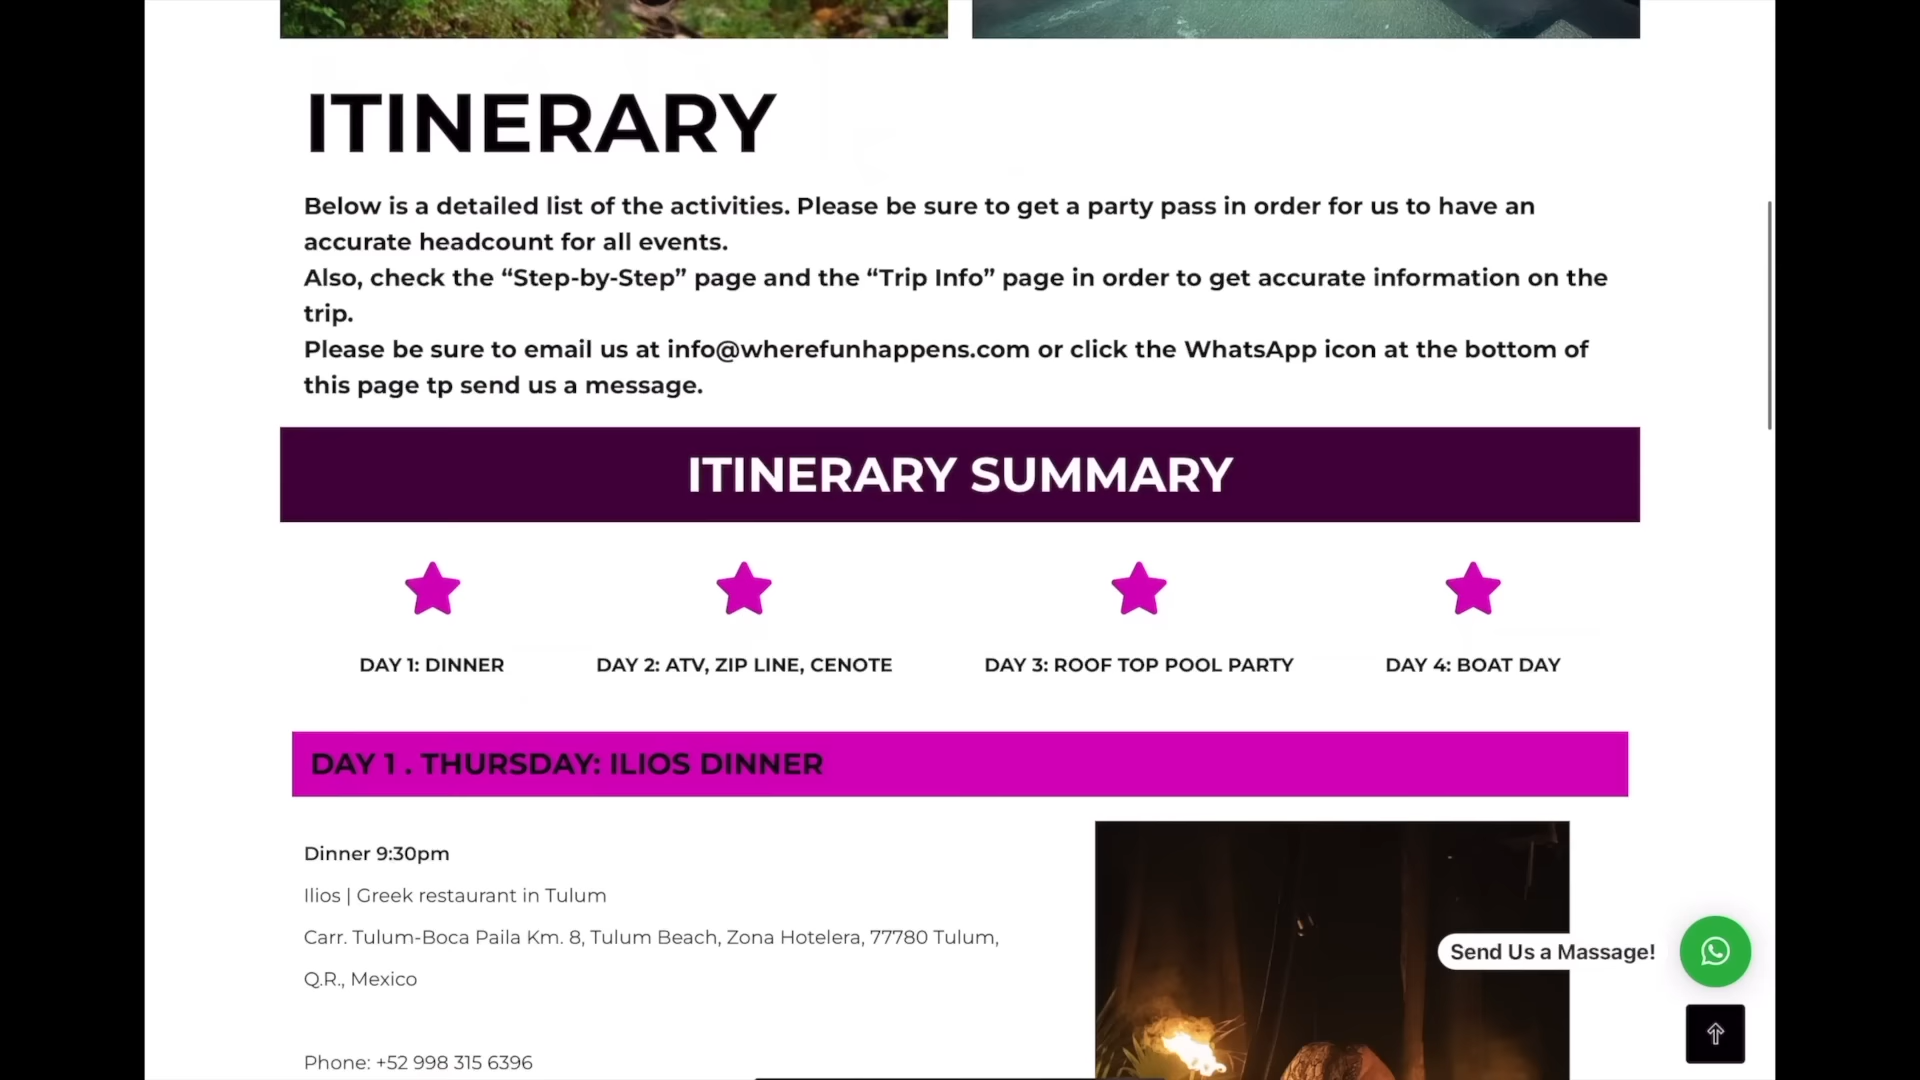 ITINERARY
Below is a detailed list of the activities. Please be sure to get a party pass in order for us to have an
accurate headcount for all events.
Also, check the “Step-by-Step” page and the “Trip Info” page in order to get accurate information on the
trip.
Please be sure to email us at info@wherefunhappens.com or click the WhatsApp icon at the bottom of
this page tp send us a message.
ITINERARY SUMMARY
DAY 1: DINNER
DAY 2: ATV, ZIP LINE, CENOTE
DAY 3: ROOF TOP POOL PARTY
DAY 4: BOAT DAY
DAY 1 . THURSDAY: ILIOS DINNER
Dinner 9:30pm
Ilios | Greek restaurant in Tulum
Carr. Tulum-Boca Paila Km. 8, Tulum Beach, Zona Hotelera, 77780 Tulum,
Q.R., Mexico
Phone: +52 998 315 6396
Send Us a Massage!